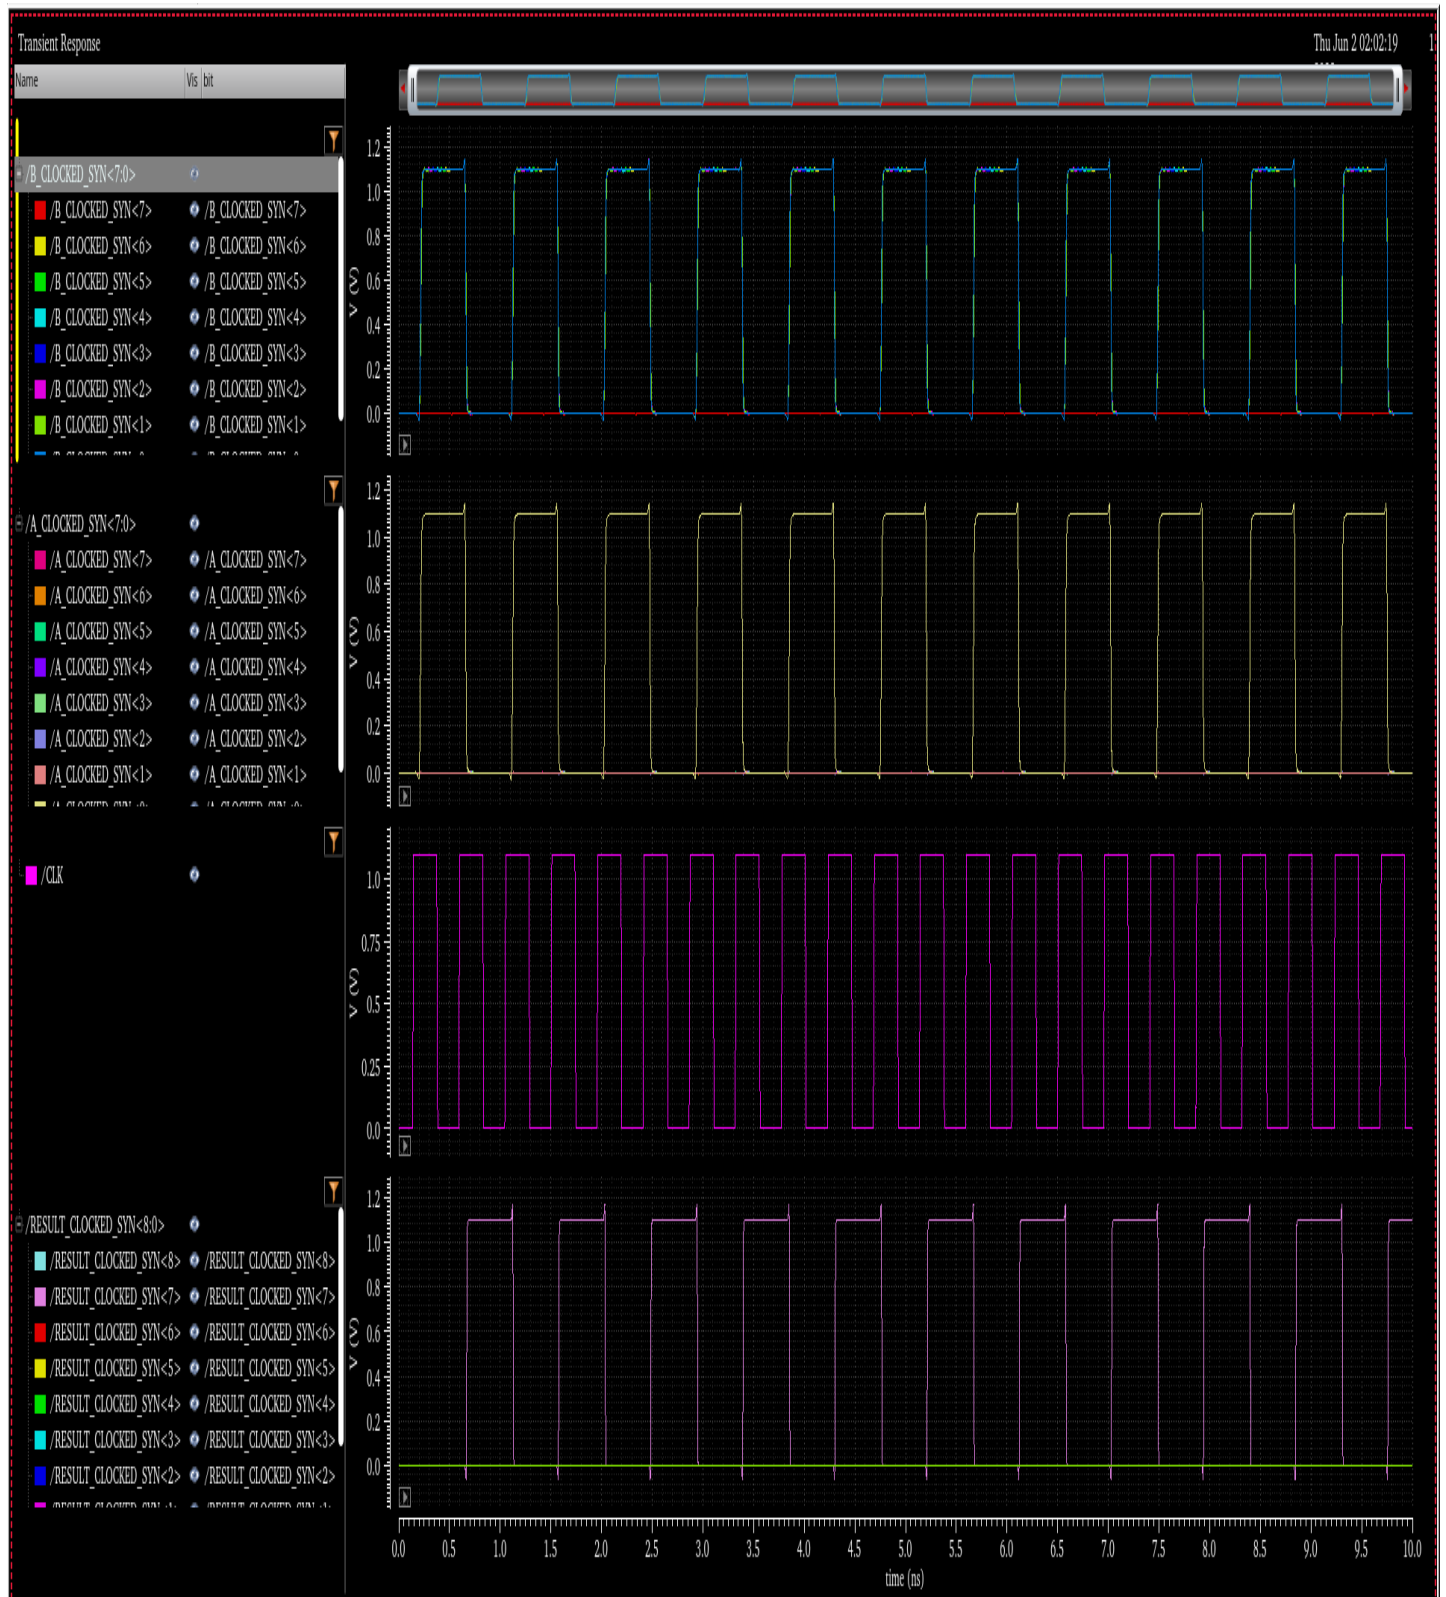 Transient Response Thu Jun 2 02:02:19 1
Name Vis bit
/B_CLOCKED_SYN<7:0>
/B_CLOCKED_SYN<7> /B_CLOCKED_SYN<7>
/B_CLOCKED_SYN<6> /B_CLOCKED_SYN<6>
/B_CLOCKED_SYN<5> /B_CLOCKED_SYN<5>
/B_CLOCKED_SYN<4> /B_CLOCKED_SYN<4>
/B_CLOCKED_SYN<3> /B_CLOCKED_SYN<3>
/B_CLOCKED_SYN<2> /B_CLOCKED_SYN<2>
/B_CLOCKED_SYN<1> /B_CLOCKED_SYN<1>
1.2
1.0
0.8
0.6
0.4
0.2
0.0
V (V)
/A_CLOCKED_SYN<7:0>
/A_CLOCKED_SYN<7> /A_CLOCKED_SYN<7>
/A_CLOCKED_SYN<6> /A_CLOCKED_SYN<6>
/A_CLOCKED_SYN<5> /A_CLOCKED_SYN<5>
/A_CLOCKED_SYN<4> /A_CLOCKED_SYN<4>
/A_CLOCKED_SYN<3> /A_CLOCKED_SYN<3>
/A_CLOCKED_SYN<2> /A_CLOCKED_SYN<2>
/A_CLOCKED_SYN<1> /A_CLOCKED_SYN<1>
1.2
1.0
0.8
0.6
0.4
0.2
0.0
V (V)
/CLK
1.0
0.75
0.5
0.25
0.0
V (V)
/RESULT_CLOCKED_SYN<8:0>
/RESULT_CLOCKED_SYN<8> /RESULT_CLOCKED_SYN<8>
/RESULT_CLOCKED_SYN<7> /RESULT_CLOCKED_SYN<7>
/RESULT_CLOCKED_SYN<6> /RESULT_CLOCKED_SYN<6>
/RESULT_CLOCKED_SYN<5> /RESULT_CLOCKED_SYN<5>
/RESULT_CLOCKED_SYN<4> /RESULT_CLOCKED_SYN<4>
/RESULT_CLOCKED_SYN<3> /RESULT_CLOCKED_SYN<3>
/RESULT_CLOCKED_SYN<2> /RESULT_CLOCKED_SYN<2>
1.2
1.0
0.8
0.6
0.4
0.2
0.0
V (V)
0.0 0.5 1.0 1.5 2.0 2.5 3.0 3.5 4.0 4.5 5.0 5.5 6.0 6.5 7.0 7.5 8.0 8.5 9.0 9.5 10.0
time (ns)